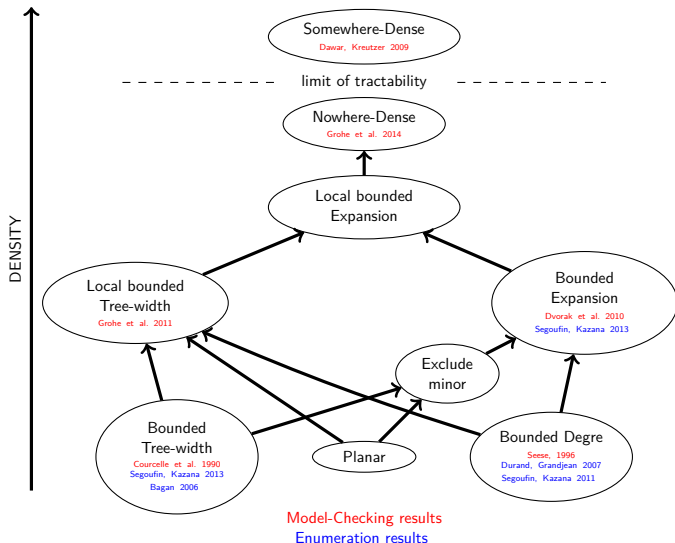 Somewhere-Dense
Dawar, Kreutzer 2009
limit of tractability
Nowhere-Dense
Grohe et al. 2014
Local bounded
Expansion
DENSITY
Local bounded
Tree-width
Grohe et al. 2011
Bounded
Expansion
Dvorak et al. 2010
Segoufin, Kazana 2013
Exclude
minor
Bounded
Tree-width
Courcelle et al. 1990
Segoufin, Kazana 2013
Bagan 2006
Planar
Bounded Degre
Seese, 1996
Durand, Grandjean 2007
Segoufin, Kazana 2011
Model-Checking results
Enumeration results